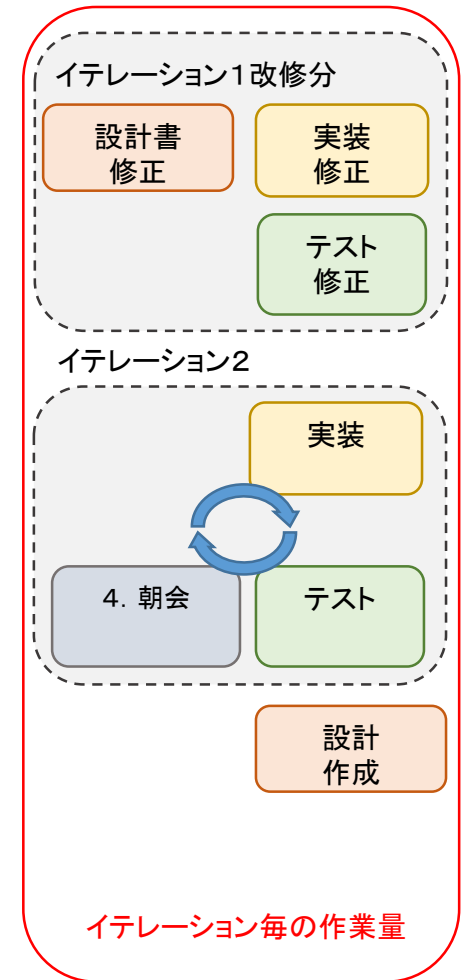 イテレーション1改修分
設計書
修正
実装
修正
テスト
修正
イテレーション2
実装
4. 朝会
テスト
設計
作成
イテレーション毎の作業量